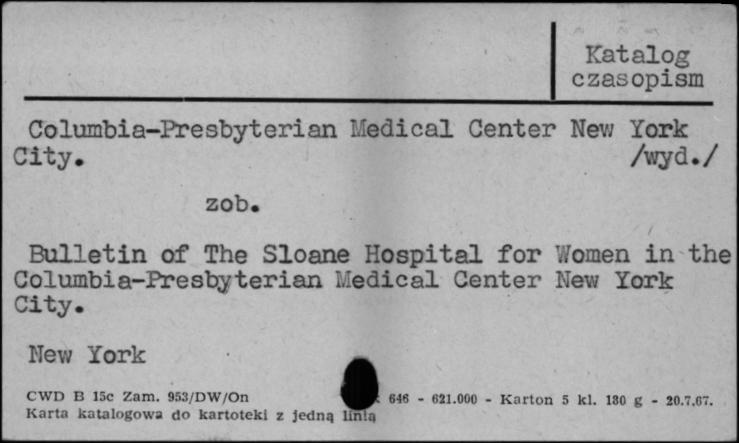 Katalog
czasopism
Columbia-Presbyterian Medical Center New York
City. /wyd./
zob.
Bulletin of The Sloane Hospital for Women in the
Columbia-Presbyterian Medical Center New York
City.
New York
CWD B 15c Zam. 953/DW/On 646 - 621.000 - Karton 5 kl. 180 g - 20.7.67.
Karta katalogowa do kartoteki z jedną linią